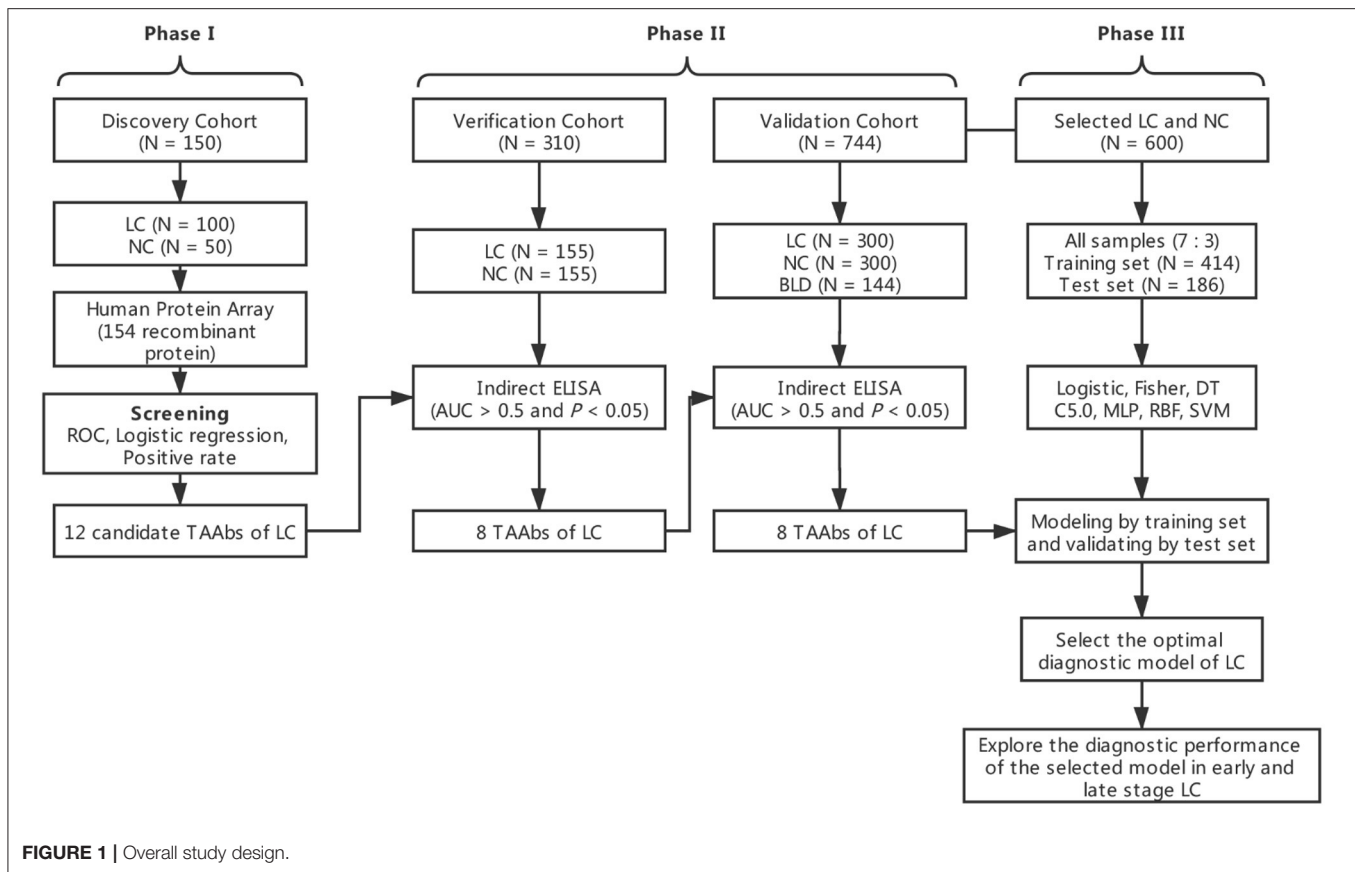 Phase I
Phase II
Phase III
Discovery Cohort
(N = 150)
LC (N = 100)
NC (N = 50)
Human Protein Array
(154 recombinant
protein)
Screening
ROC, Logistic regression,
Positive rate
12 candidate TAAbs of LC
Verification Cohort
(N = 310)
LC (N = 155)
NC (N = 155)
Indirect ELISA
(AUC > 0.5 and P < 0.05)
8 TAAbs of LC
Validation Cohort
(N = 744)
LC (N = 300)
NC (N = 300)
BLD (N = 144)
Indirect ELISA
(AUC > 0.5 and P < 0.05)
8 TAAbs of LC
Selected LC and NC
(N = 600)
All samples (7 : 3)
Training set (N = 414)
Test set (N = 186)
Logistic, Fisher, DT
C5.0, MLP, RBF, SVM
Modeling by training set
and validating by test set
Select the optimal
diagnostic model of LC
Explore the diagnostic performance
of the selected model in early and
late stage LC
FIGURE 1 | Overall study design.